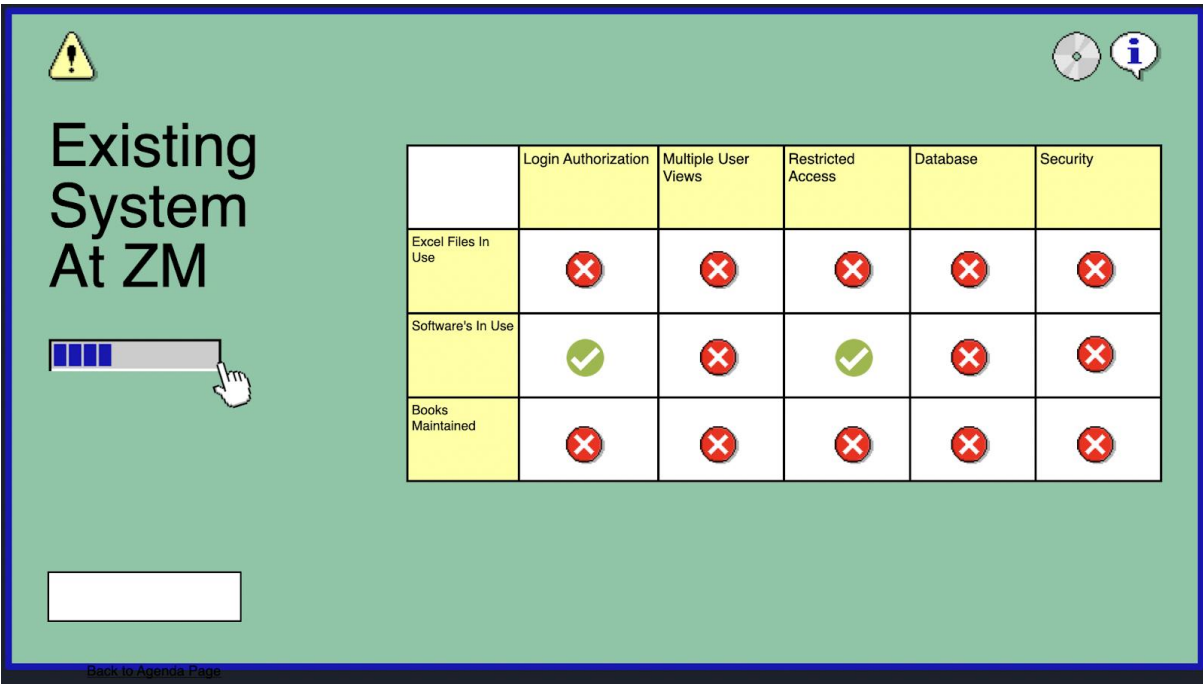 Existing
System
At ZM
Login Authorization
Multiple User
Views
Restricted
Access
Database
Security
Excel Files In
Use
Software's In Use
Books
Maintained
Back to Agenda Page